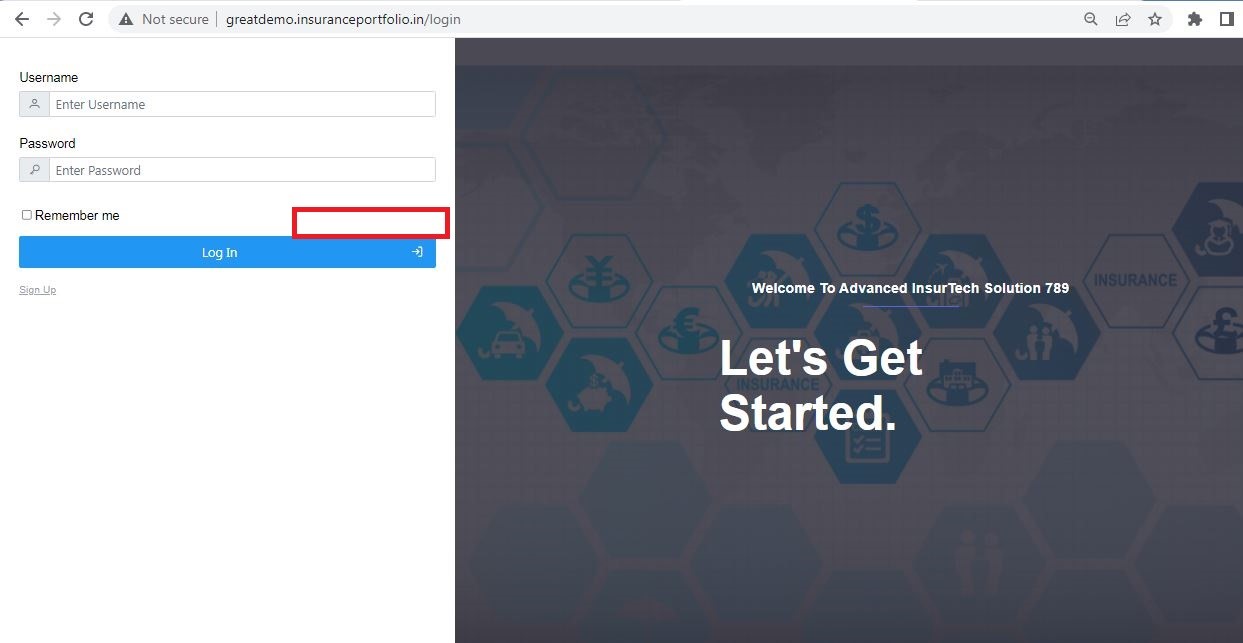 Not secure greatdemo.insuranceportfolio.in/login
Username
Enter Username
Password
Enter Password
Remember me
Log In
Sign Up
INSURANCE
Welcome To Advanced InsurTech Solution 789
Let's Get
INSURANCE
Started.